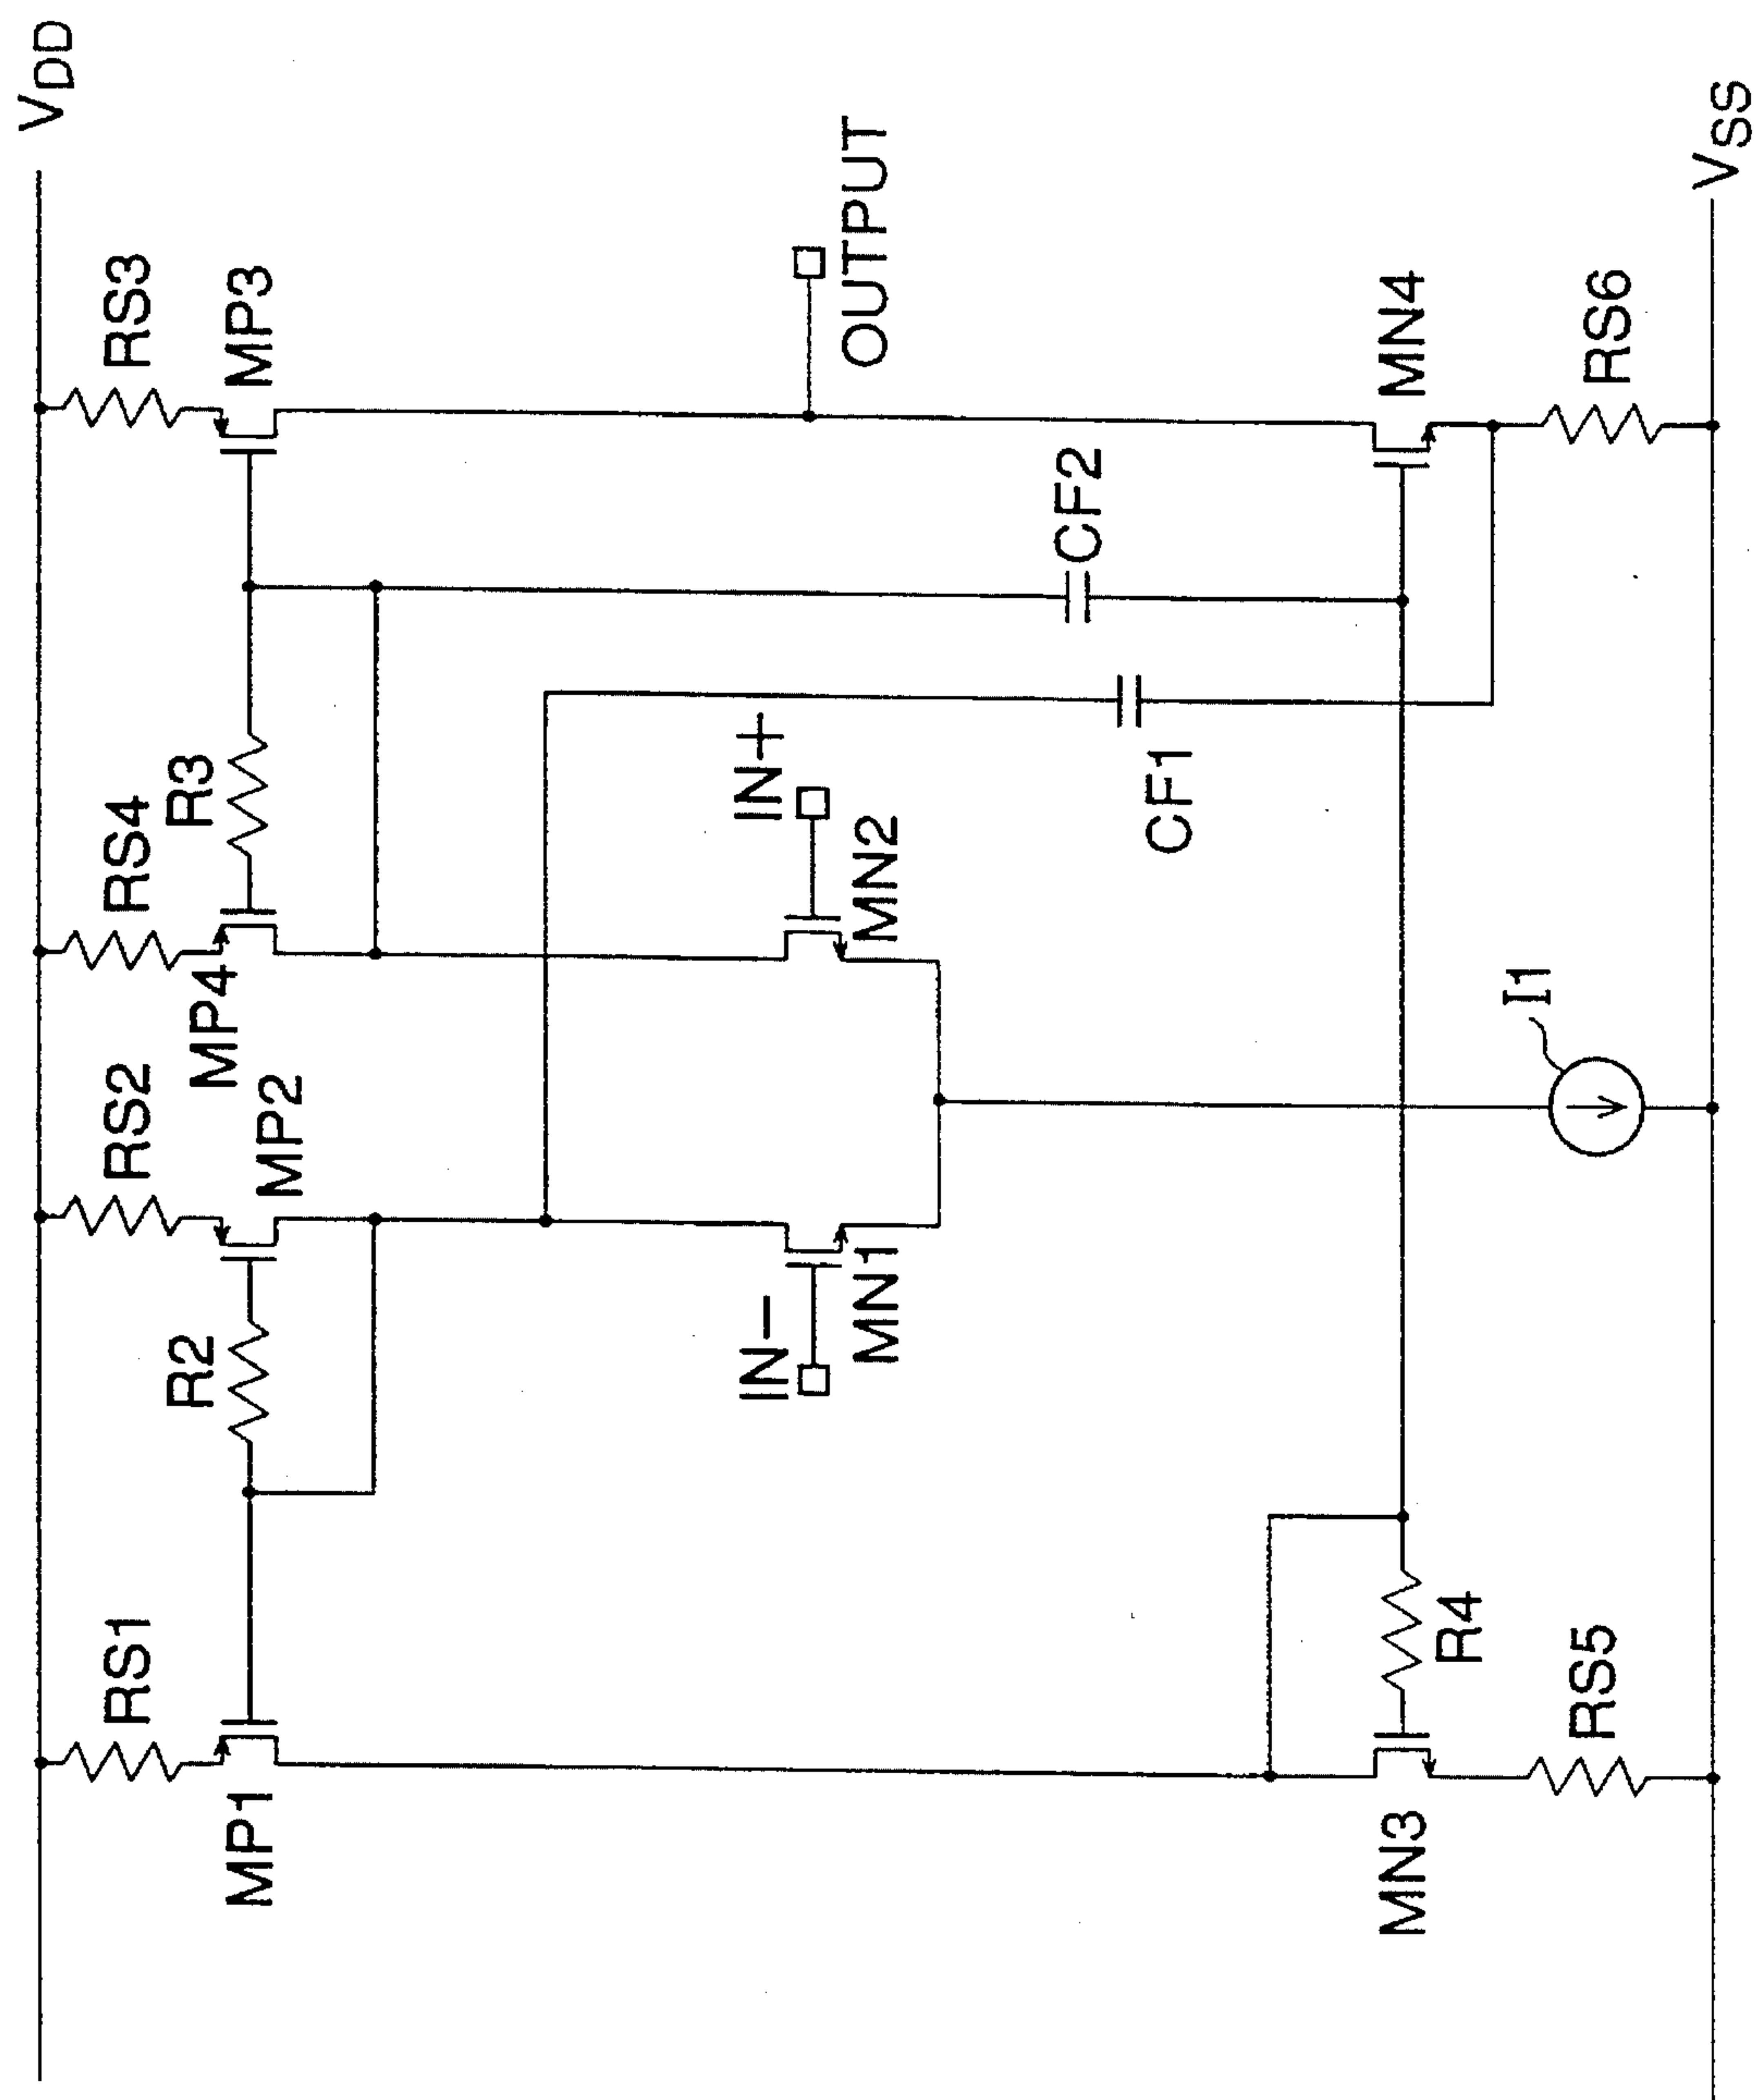 VDD
RS1
RS2
RS4
RS3
MP1
R2
MP2
MP4
R3
MP3
IN−
MN1
IN+
MN2
OUTPUT
CF1
CF2
MN3
R4
MN4
I1
RS5
RS6
VSS